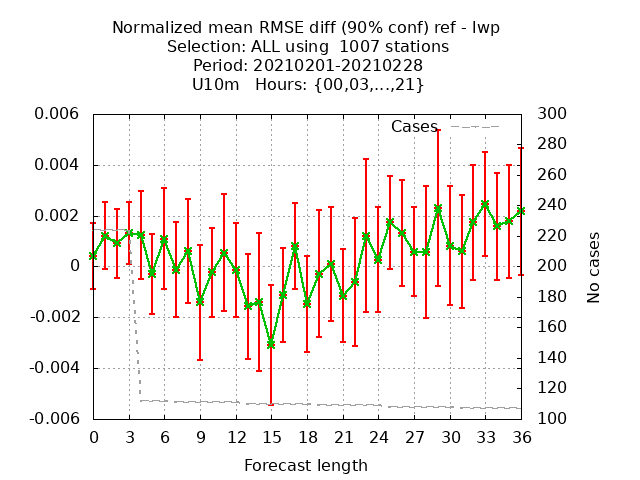 Normalized mean RMSE diff (90% conf) ref - lwp
Selection: ALL using  1007 stations
Period: 20210201-20210228
U10m   Hours: {00,03,...,21}
Cases
0.006
0.004
0.002
0
-0.002
-0.004
-0.006
300
280
260
240
220
200
180
160
140
120
100
No cases
0 3 6 9 12 15 18 21 24 27 30 33 36
Forecast length